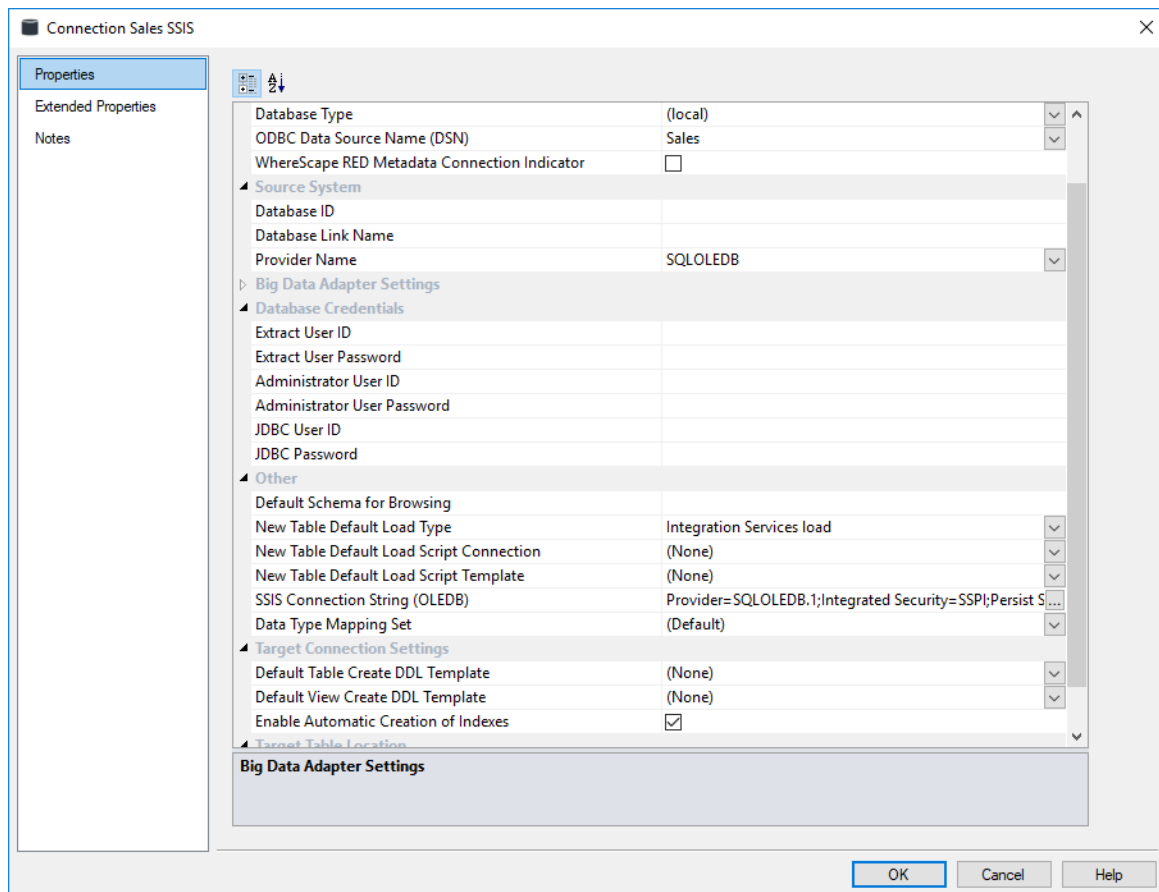 Connection Sales SSIS
Properties
Extended Properties
Notes
Database Type (local)
ODBC Data Source Name (DSN) Sales
WhereScape RED Metadata Connection Indicator
Source System
Database ID
Database Link Name
Provider Name SQLOLEDB
Big Data Adapter Settings
Database Credentials
Extract User ID
Extract User Password
Administrator User ID
Administrator User Password
JDBC User ID
JDBC Password
Other
Default Schema for Browsing
New Table Default Load Type Integration Services load
New Table Default Load Script Connection (None)
New Table Default Load Script Template (None)
SSIS Connection String (OLEDB) Provider=SQLOLEDB.1;Integrated Security=SSPI;Persist S...
Data Type Mapping Set (Default)
Target Connection Settings
Default Table Create DDL Template (None)
Default View Create DDL Template (None)
Enable Automatic Creation of Indexes
Target Table Location
Big Data Adapter Settings
OK Cancel Help